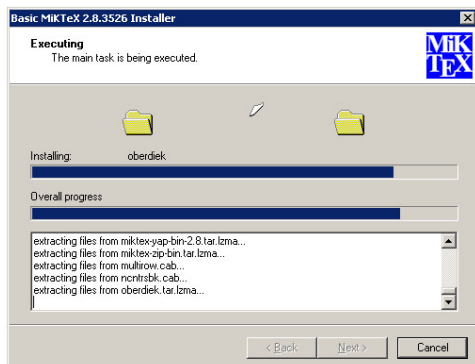 Basic MiKTeX 2.8.3526 Installer
Executing
The main task is being executed.
MiK
TEX
Installing: oberdiek
Overall progress
extracting files from miktex-yap-bin-2.8.tar.lzma...
extracting files from miktex-zip-bin.tar.lzma...
extracting files from multirow.cab...
extracting files from ncntrsbk.cab...
extracting files from oberdiek.tar.lzma...
< Back
Next >
Cancel